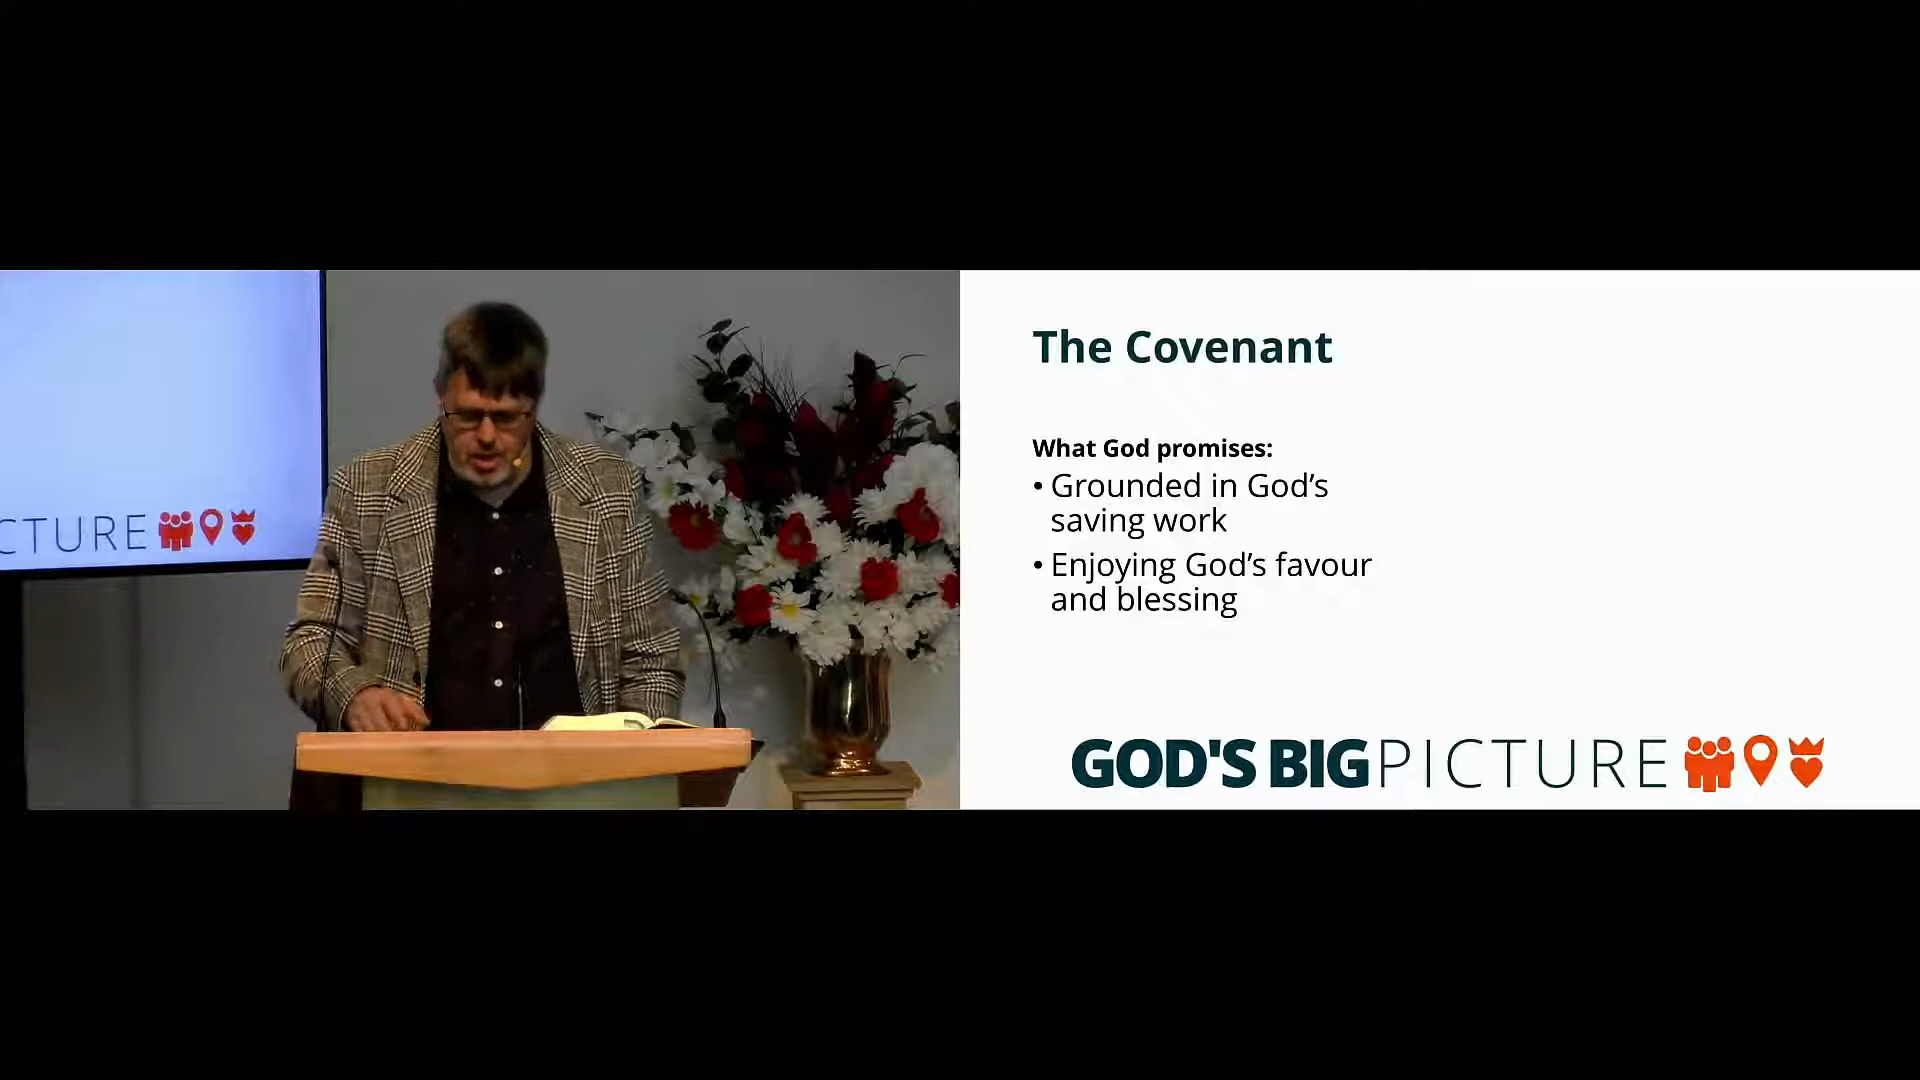 CTURE
The Covenant
What God promises:
• Grounded in God’s
saving work
• Enjoying God’s favour
and blessing
GOD'S BIG PICTURE